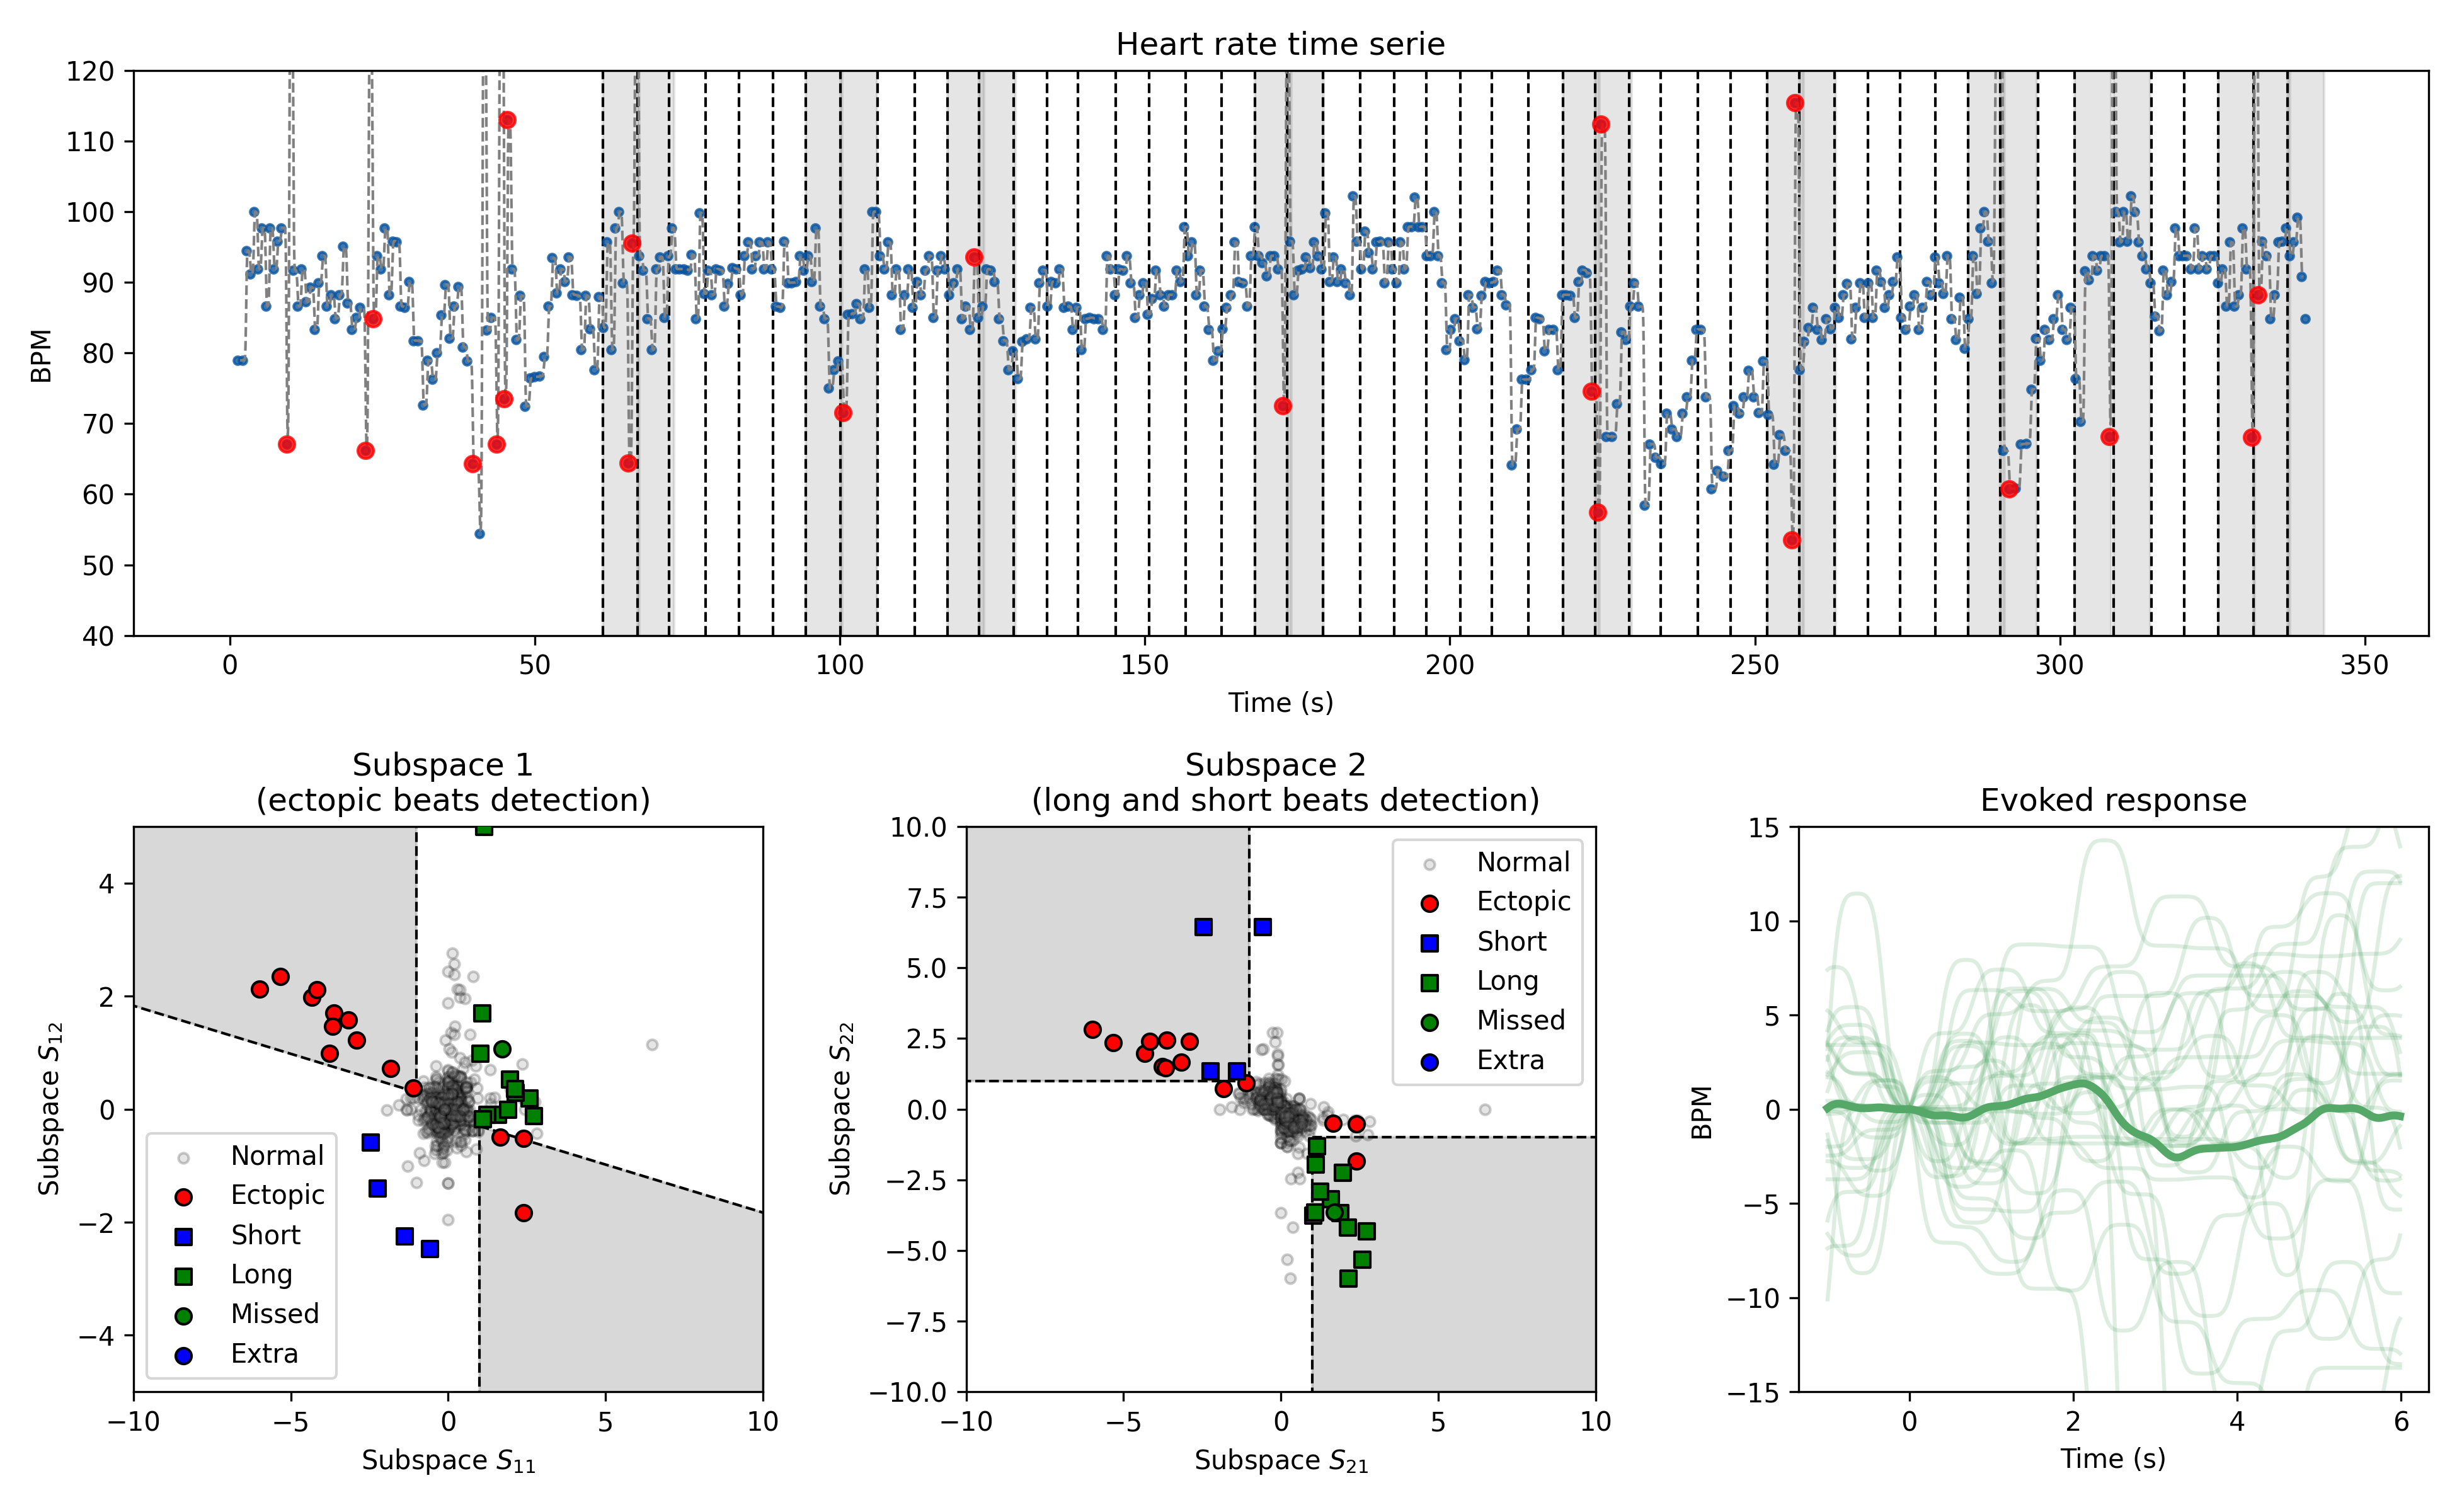 Heart rate time serie
120
110
100
90
80
70
60
50
40
BPM
0 50 100 150 200 250 300 350
Time (s)
Subspace 1
(ectopic beats detection)
4
2
0
−2
−4
Subspace S12
Normal
Ectopic
Short
Long
Missed
Extra
−10 −5 0 5 10
Subspace S11
Subspace 2
(long and short beats detection)
10.0
7.5
5.0
2.5
0.0
−2.5
−5.0
−7.5
−10.0
Subspace S22
Normal
Ectopic
Short
Long
Missed
Extra
−10 −5 0 5 10
Subspace S21
Evoked response
15
10
5
0
−5
−10
−15
BPM
0 2 4 6
Time (s)